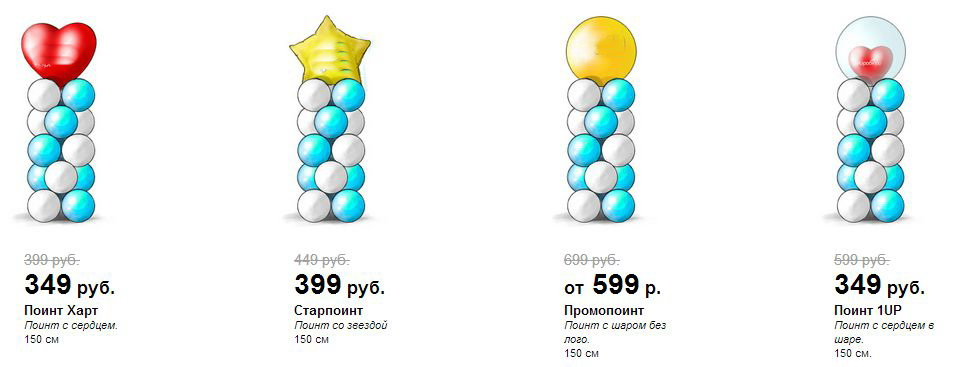 399 руб.
349 руб.
Поинт Харт
Поинт с сердцем.
150 см
449 руб.
399 руб.
Старпоинт
Поинт со звездой
150 см
699 руб.
от 599 р.
Промопоинт
Поинт с шаром без
лого.
150 см
599 руб.
349 руб.
Поинт 1UP
Поинт с сердцем в
шаре.
150 см.